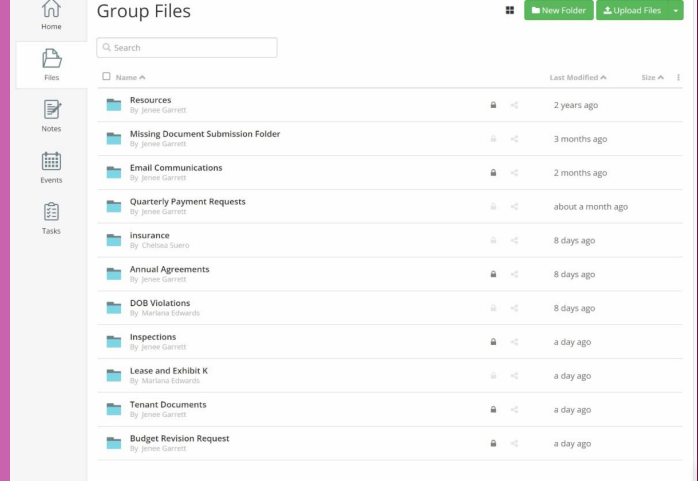 Home
Files
Notes
Events
Tasks
Group Files
New Folder
Upload Files
Search
Name
Last Modified
Size
Resources
By Jenee Garrett
2 years ago
Missing Document Submission Folder
By Jenee Garrett
3 months ago
Email Communications
By Jenee Garrett
2 months ago
Quarterly Payment Requests
By Jenee Garrett
about a month ago
insurance
By Chelsea Suero
8 days ago
Annual Agreements
By Jenee Garrett
8 days ago
DOB Violations
By Marlana Edwards
8 days ago
Inspections
By Jenee Garrett
a day ago
Lease and Exhibit K
By Marlana Edwards
a day ago
Tenant Documents
By Jenee Garrett
a day ago
Budget Revision Request
By Jenee Garrett
a day ago